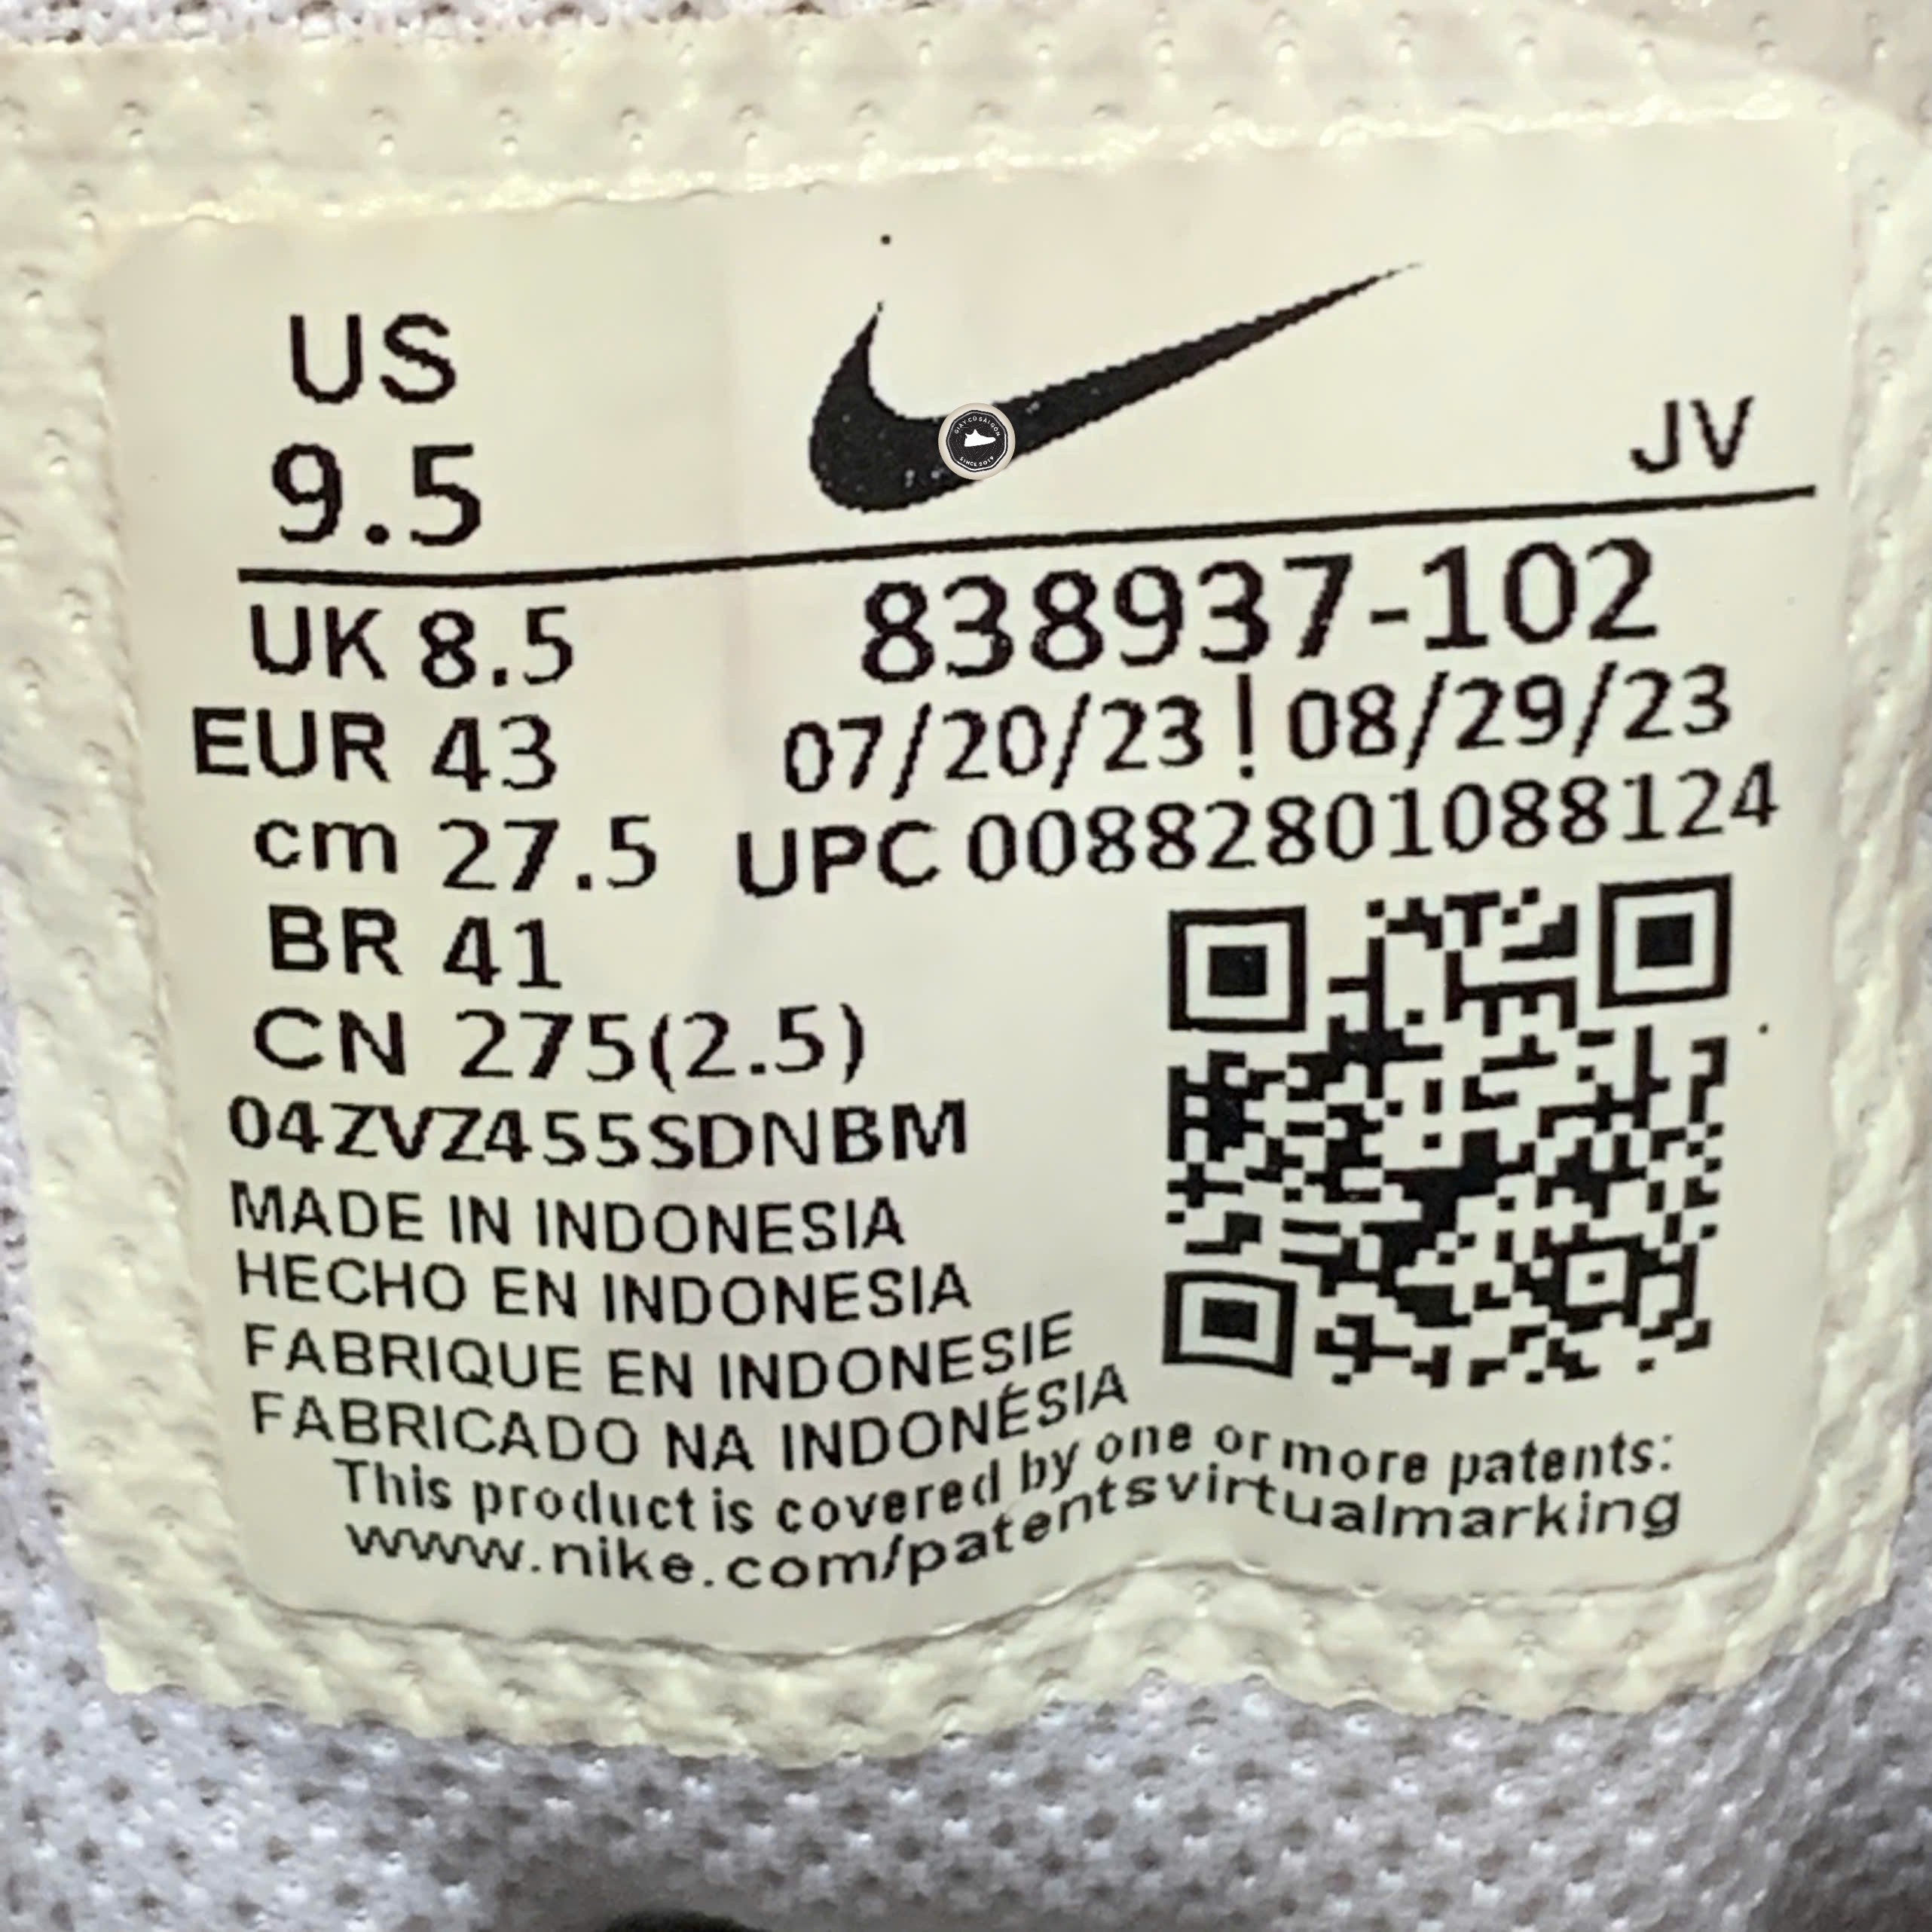 US
9.5
JV
UK 8.5
838937-102
EUR 43
07/20/23 ! 08/29/23
cm 27.5
UPC 00882801088124
BR 41
CN 275(2.5)
04ZVZ455SDNBM
MADE IN INDONESIA
HECHO EN INDONESIA
FABRIQUE EN INDONESIE
FABRICADO NA INDONÉSIA
This product is covered by one or more patents:
www.nike.com/patentsvirtualmarking